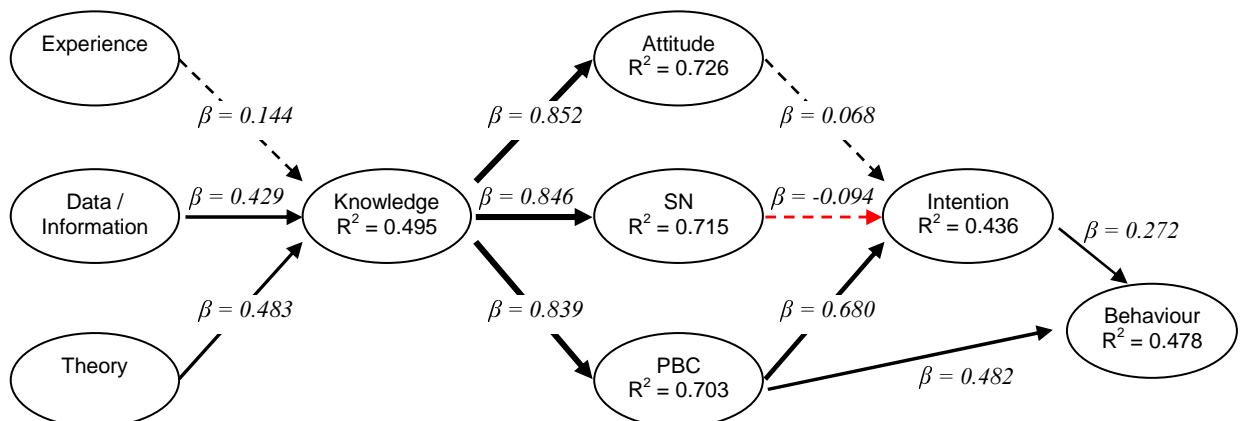 Experience
Attitude
R² = 0.726
β = 0.144
β = 0.852
β = 0.068
Data /
Information
β = 0.429
Knowledge
R² = 0.495
β = 0.846
SN
R² = 0.715
β = -0.094
Intention
R² = 0.436
β = 0.272
β = 0.483
β = 0.839
β = 0.680
Behaviour
R² = 0.478
Theory
PBC
R² = 0.703
β = 0.482